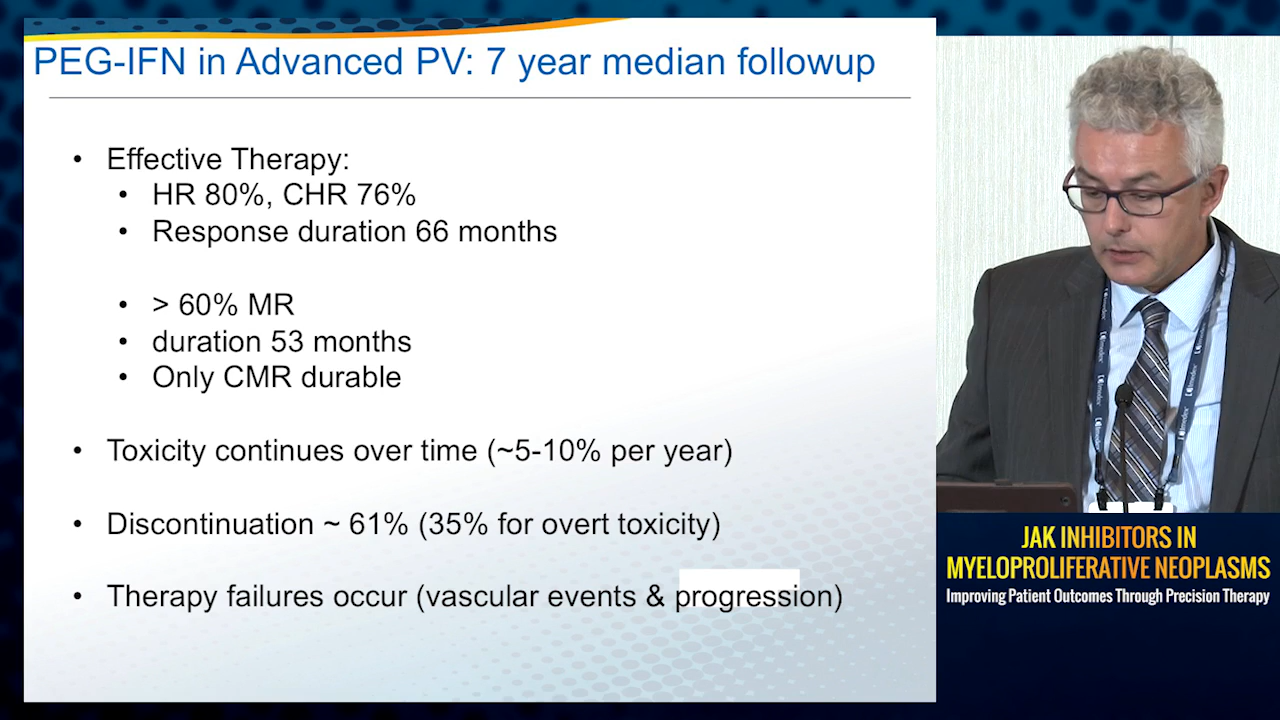 PEG-IFN in Advanced PV: 7 year median followup
• Effective Therapy:
• HR 80%, CHR 76%
• Response duration 66 months
• > 60% MR
• duration 53 months
• Only CMR durable
• Toxicity continues over time (~5-10% per year)
• Discontinuation ~ 61% (35% for overt toxicity)
• Therapy failures occur (vascular events & progression)
JAK INHIBITORS IN
MYELOPROLIFERATIVE NEOPLASMS
Improving Patient Outcomes Through Precision Therapy